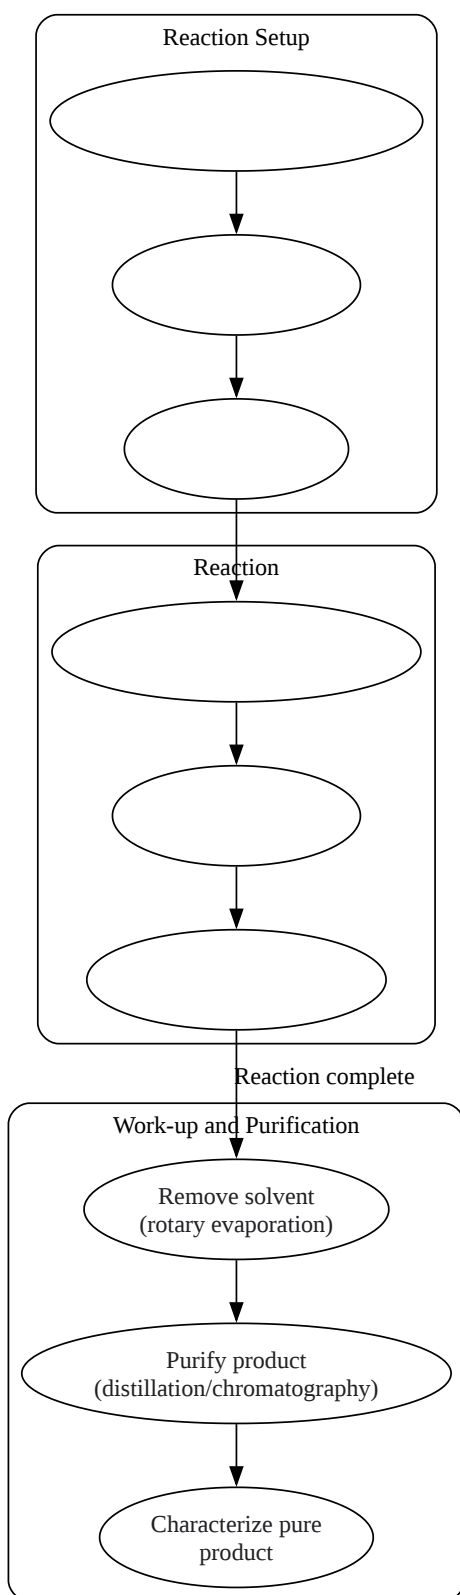 Reaction Setup
Reaction
Reaction complete
Work-up and Purification
Remove solvent
(rotary evaporation)
Purify product
(distillation/chromatography)
Characterize pure
product